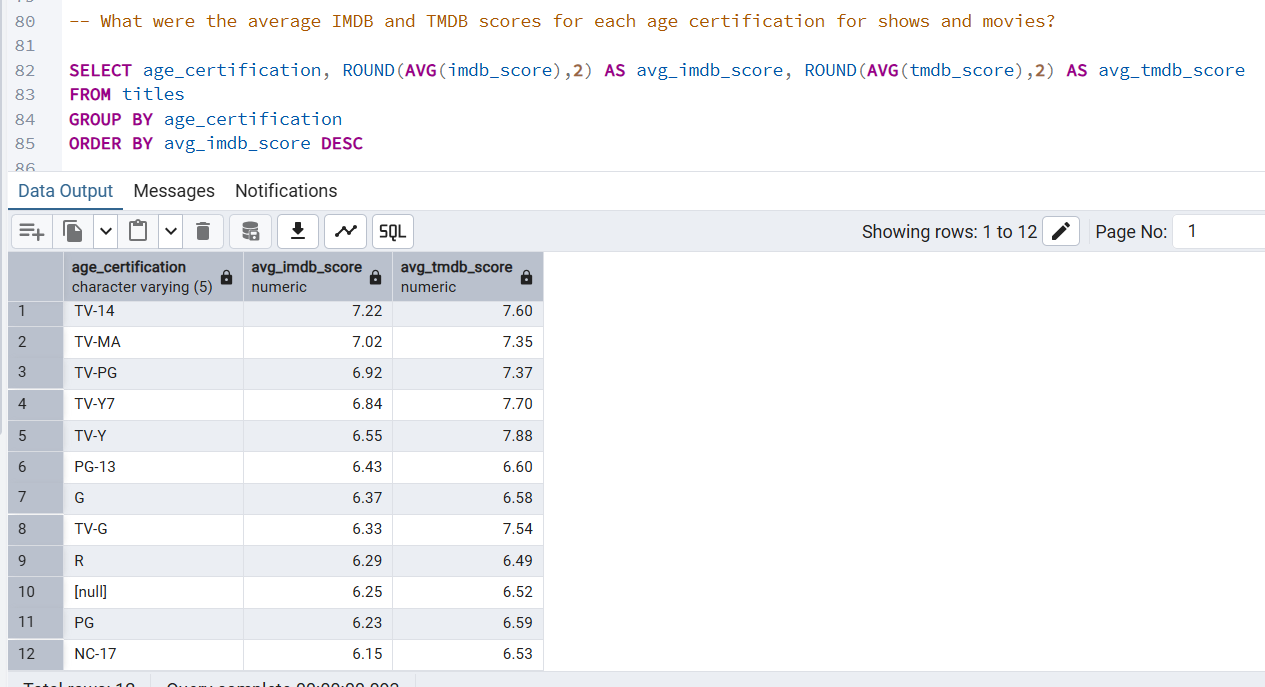 80 -- What were the average IMDB and TMDB scores for each age certification for shows and movies?
81
82 SELECT age_certification, ROUND(AVG(imdb_score),2) AS avg_imdb_score, ROUND(AVG(tmdb_score),2) AS avg_tmdb_score
83 FROM titles
84 GROUP BY age_certification
85 ORDER BY avg_imdb_score DESC
86
Data Output Messages Notifications
SQL Showing rows: 1 to 12 Page No: 1
age_certification avg_imdb_score avg_tmdb_score
character varying (5) numeric numeric
1 TV-14 7.22 7.60
2 TV-MA 7.02 7.35
3 TV-PG 6.92 7.37
4 TV-Y7 6.84 7.70
5 TV-Y 6.55 7.88
6 PG-13 6.43 6.60
7 G 6.37 6.58
8 TV-G 6.33 7.54
9 R 6.29 6.49
10 [null] 6.25 6.52
11 PG 6.23 6.59
12 NC-17 6.15 6.53
Total rows: 12 Query complete